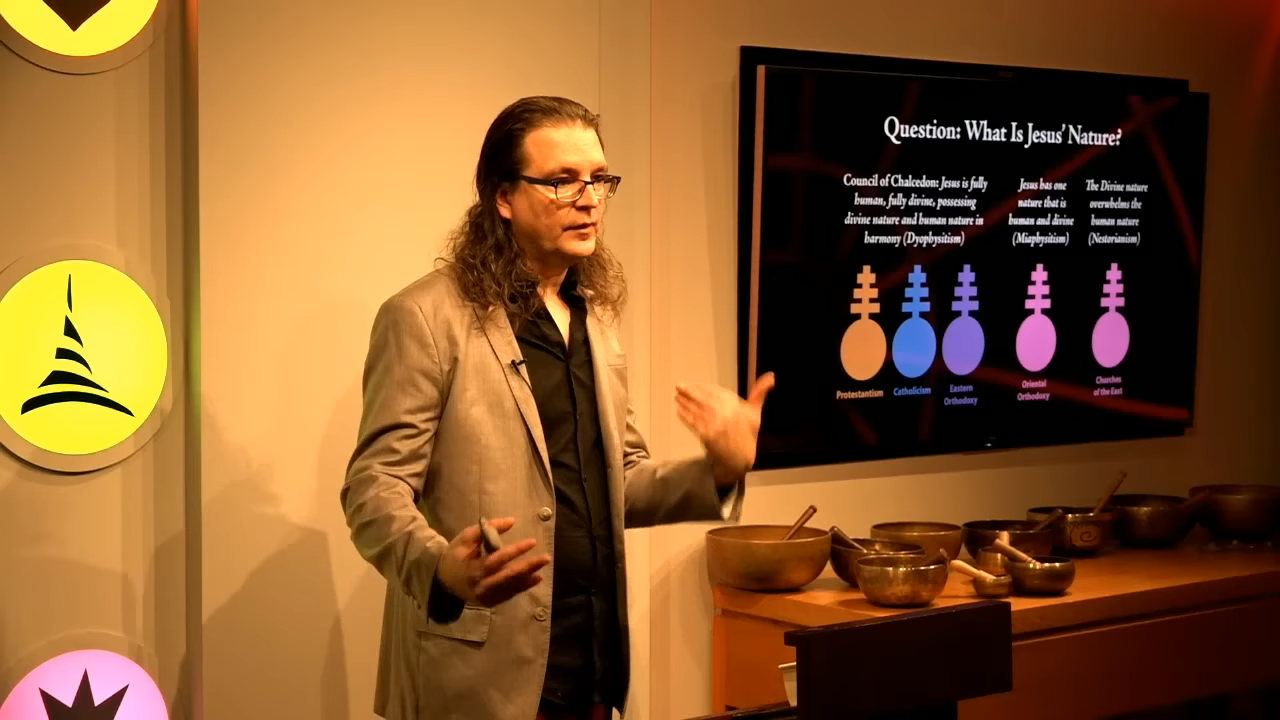 Question: What Is Jesus' Nature?
Council of Chalcedon: Jesus is fully
human, fully divine, possessing
divine nature and human nature in
harmony (Dyophysitism)
Jesus has one
nature that is
human and divine
(Miaphysitism)
The Divine nature
overwhelms the
human nature
(Nestorianism)
Protestantism
Catholicism
Eastern
Orthodoxy
Oriental
Orthodoxy
Churches
of the East